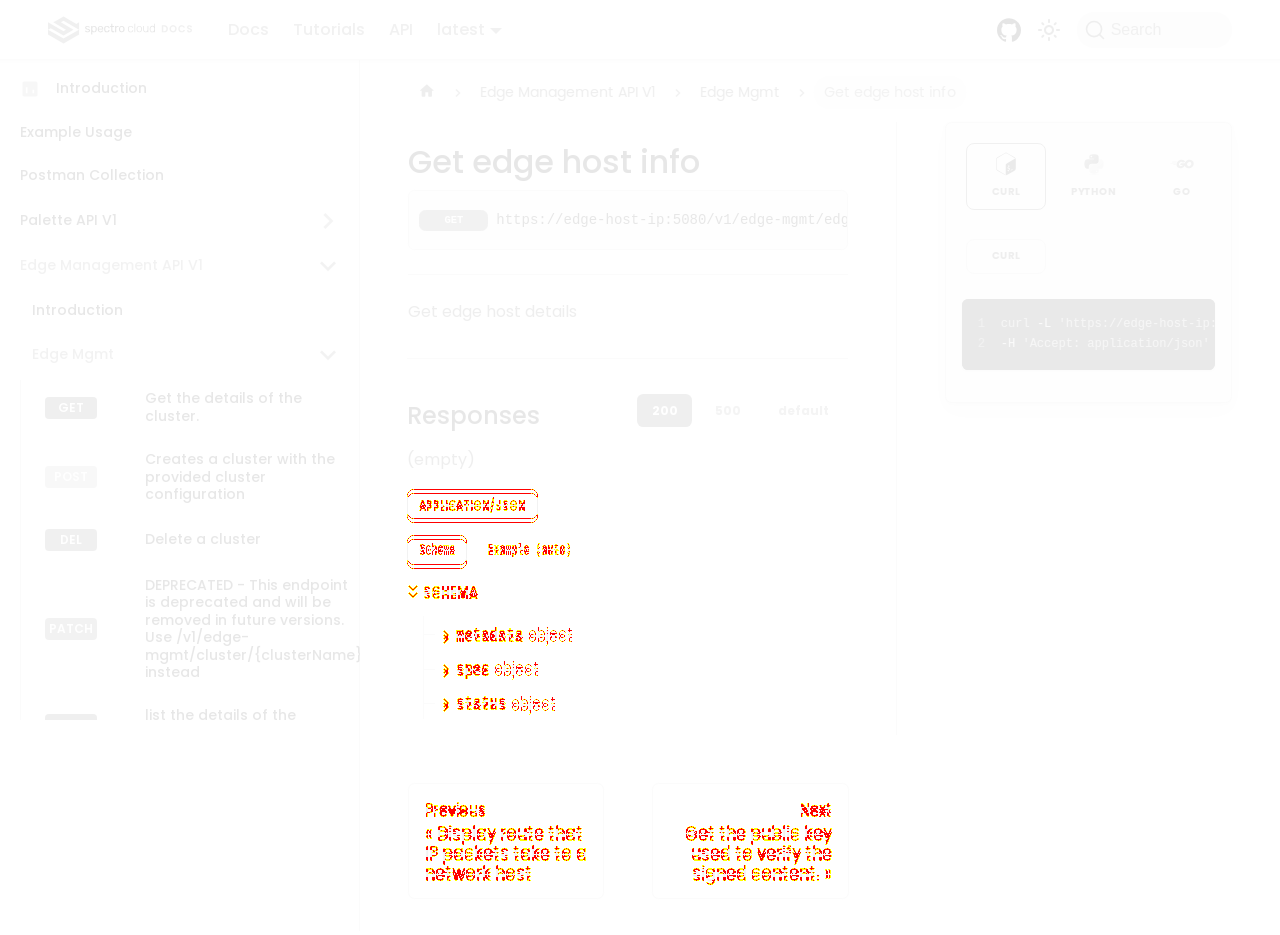 spectro cloud DOCS
Docs
Tutorials
API
latest
Search
Introduction
Example Usage
Postman Collection
Palette API V1
Edge Management API V1
Introduction
Edge Mgmt
GET
Get the details of the
cluster.
POST
Creates a cluster with the
provided cluster
configuration
DEL
Delete a cluster
PATCH
DEPRECATED - This endpoint
is deprecated and will be
removed in future versions.
Use /v1/edge-
mgmt/cluster/{clusterName}
instead
list the details of the
Edge Management API V1
Edge Mgmt
Get edge host info
Get edge host info
GET
https://edge-host-ip:5080/v1/edge-mgmt/edg
Get edge host details
Responses
200
500
default
(empty)
APPLICATION/JSON
Schema
Example (auto)
SCHEMA
metadata object
spec object
status object
Previous
« Display route that
IP packets take to a
network host
Next
Get the public key
used to verify the
signed content. »
CURL
PYTHON
GO
CURL
1 curl -L 'https://edge-host-ip:
2 -H 'Accept: application/json'